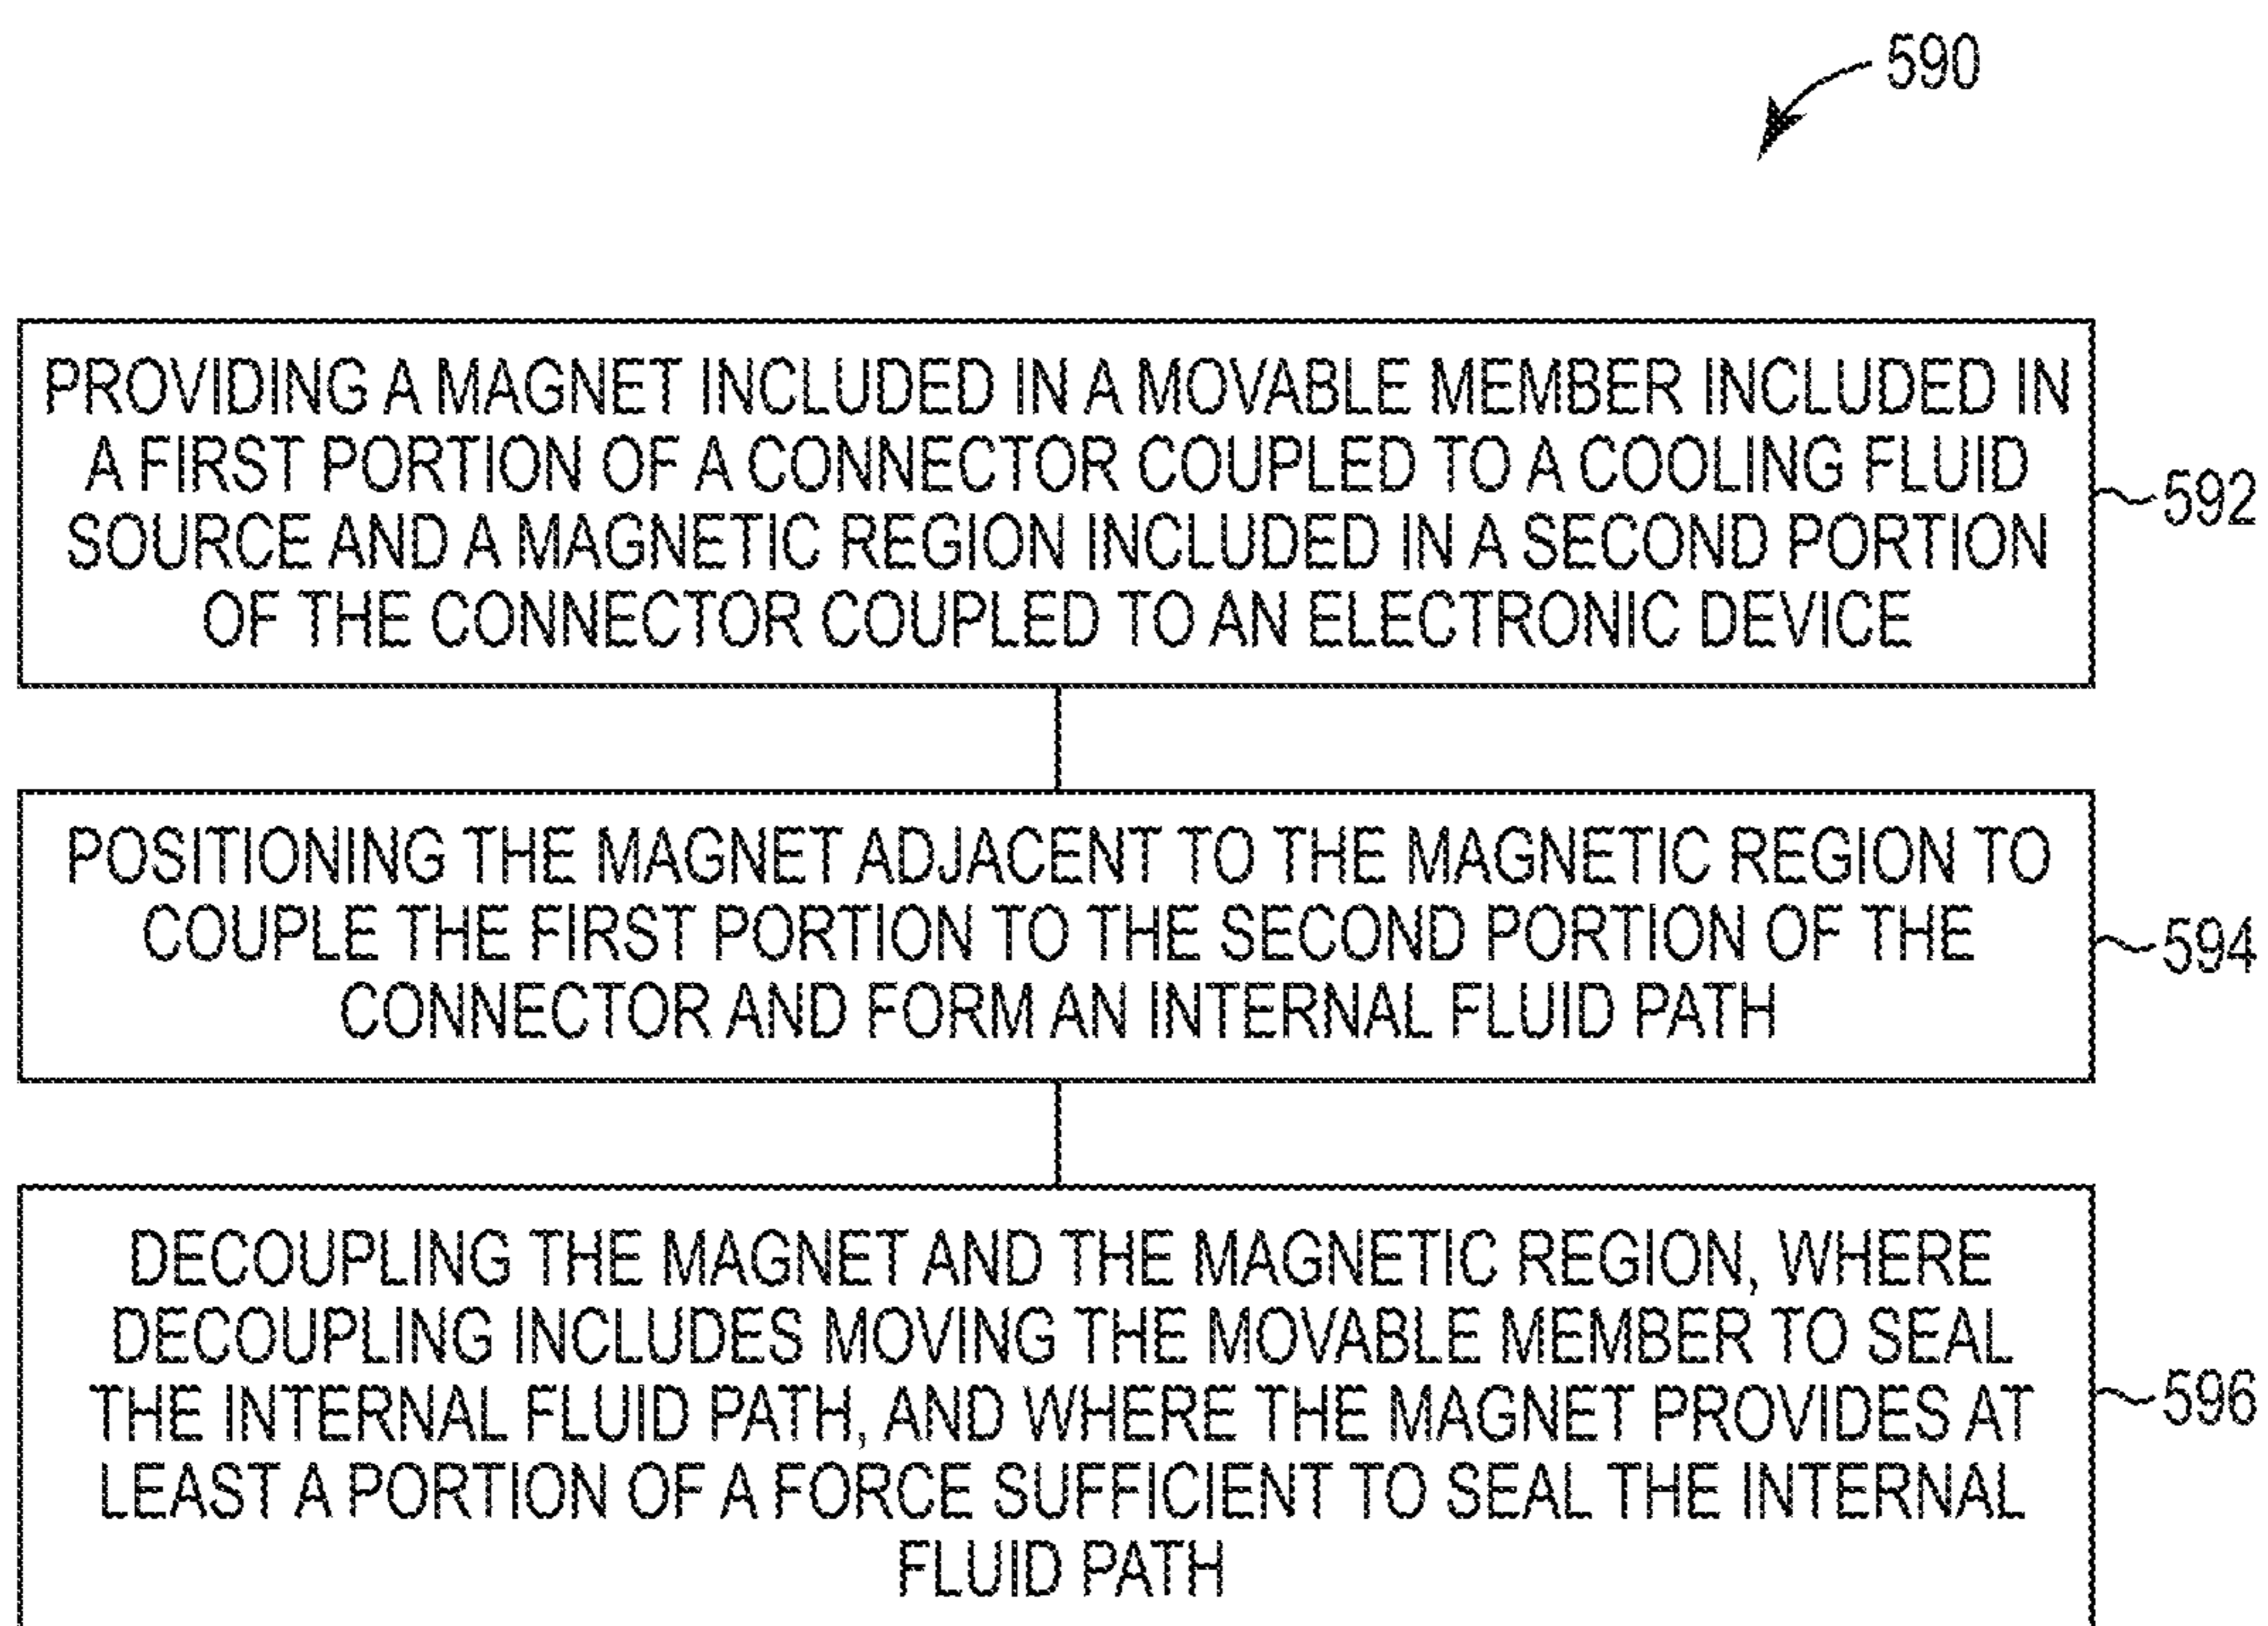 590
PROVIDING A MAGNET INCLUDED IN A MOVABLE MEMBER INCLUDED IN
A FIRST PORTION OF A CONNECTOR COUPLED TO A COOLING FLUID
SOURCE AND A MAGNETIC REGION INCLUDED IN A SECOND PORTION
OF THE CONNECTOR COUPLED TO AN ELECTRONIC DEVICE
592
POSITIONING THE MAGNET ADJACENT TO THE MAGNETIC REGION TO
COUPLE THE FIRST PORTION TO THE SECOND PORTION OF THE
CONNECTOR AND FORM AN INTERNAL FLUID PATH
594
DECOUPLING THE MAGNET AND THE MAGNETIC REGION, WHERE
DECOUPLING INCLUDES MOVING THE MOVABLE MEMBER TO SEAL
THE INTERNAL FLUID PATH, AND WHERE THE MAGNET PROVIDES AT
LEAST A PORTION OF A FORCE SUFFICIENT TO SEAL THE INTERNAL
FLUID PATH
596